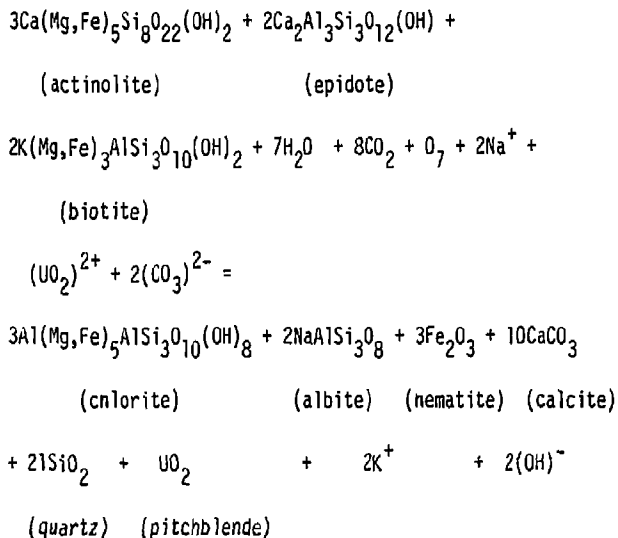 3Ca(Mg,Fe)₅Si₈O₂₂(OH)₂ + 2Ca₂Al₃Si₃O₁₂(OH) +
(actinolite) (epidote)
2K(Mg,Fe)₃AlSi₃O₁₀(OH)₂ + 7H₂O + 8CO₂ + O₇ + 2Na⁺ +
(biotite)
(UO₂)²⁺ + 2(CO₃)²⁻ =
3Al(Mg,Fe)₅AlSi₃O₁₀(OH)₈ + 2NaAlSi₃O₈ + 3Fe₂O₃ + 10CaCO₃
(cnlorite) (albite) (nematite) (calcite)
+ 21SiO₂ + UO₂ + 2K⁺ + 2(OH)⁻
(quartz) (pitchblende)